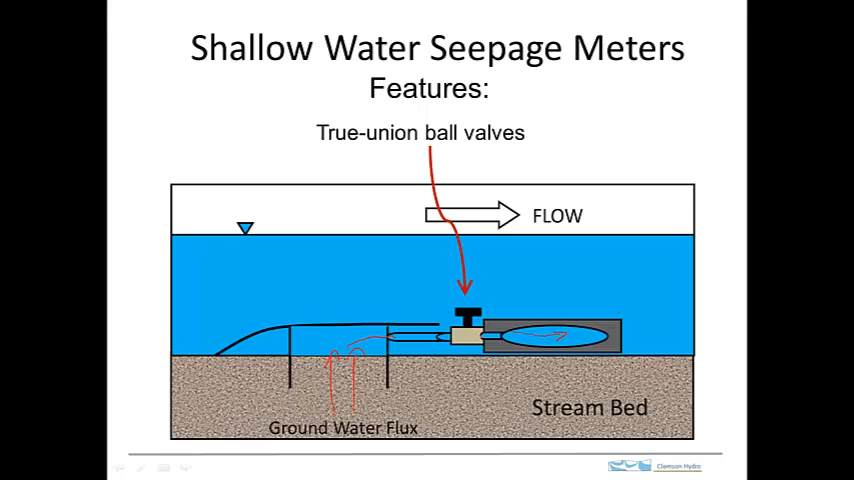 Shallow Water Seepage Meters
Features:
True-union ball valves
FLOW
Stream Bed
Ground Water Flux
Clemson Hydro